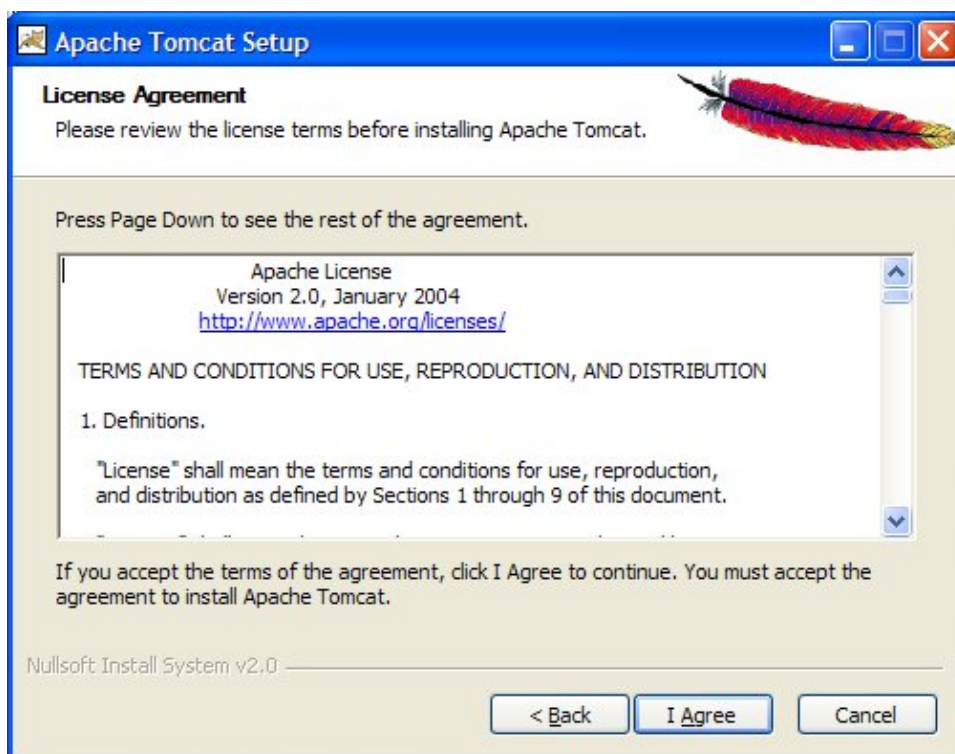 Apache Tomcat Setup
License Agreement
Please review the license terms before installing Apache Tomcat.
Press Page Down to see the rest of the agreement.
Apache License
Version 2.0, January 2004
http://www.apache.org/licenses/
TERMS AND CONDITIONS FOR USE, REPRODUCTION, AND DISTRIBUTION
1. Definitions.
"License" shall mean the terms and conditions for use, reproduction,
and distribution as defined by Sections 1 through 9 of this document.
If you accept the terms of the agreement, click I Agree to continue. You must accept the
agreement to install Apache Tomcat.
Nullsoft Install System v2.0
< Back
I Agree
Cancel